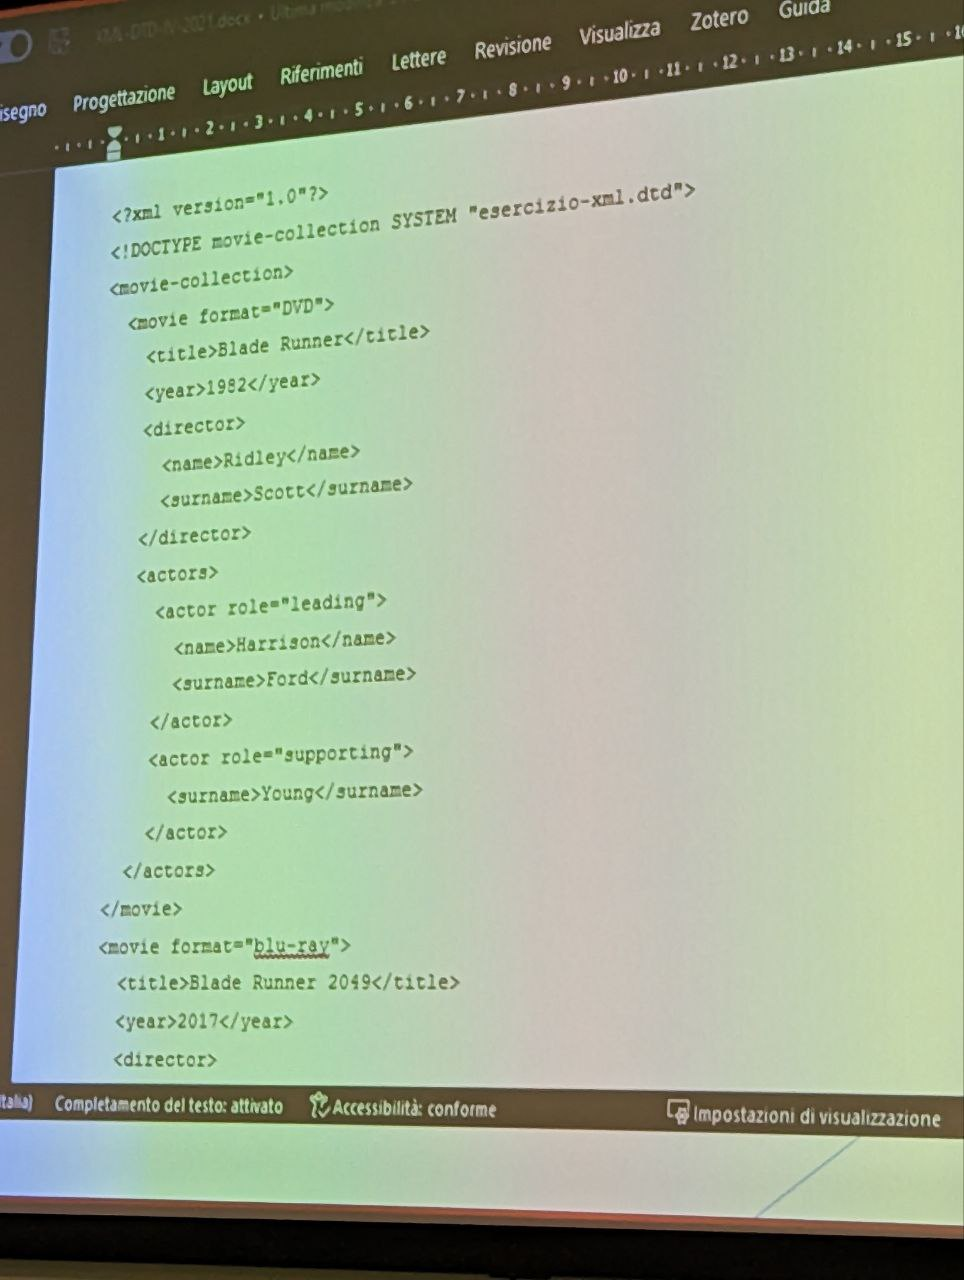 XML-DTD-IV-2021.docx • Ultima
isegno Progettazione Layout Riferimenti Lettere Revisione Visualizza Zotero Guida
1 2 3 4 5 6 7 8 9 10 11 12 13 14 15
<?xml version="1.0"?>
<!DOCTYPE movie-collection SYSTEM "esercizio-xml.dtd">
<movie-collection>
<movie format="DVD">
<title>Blade Runner</title>
<year>1982</year>
<director>
<name>Ridley</name>
<surname>Scott</surname>
</director>
<actors>
<actor role="leading">
<name>Harrison</name>
<surname>Ford</surname>
</actor>
<actor role="supporting">
<surname>Young</surname>
</actor>
</actors>
</movie>
<movie format="blu-ray">
<title>Blade Runner 2049</title>
<year>2017</year>
<director>
Italia) Completamento del testo: attivato Accessibilità: conforme Impostazioni di visualizzazione